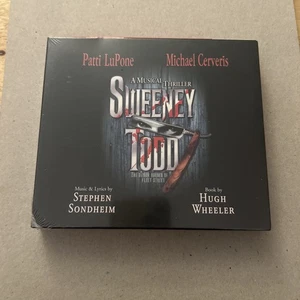 Patti LuPone Michael Cerveris
A MUSICAL THRILLER
SWEENEY
TODD
THE DEMON BARBER OF
FLEET STREET
Music & Lyrics by
STEPHEN
SONDHEIM
Book by
HUGH
WHEELER